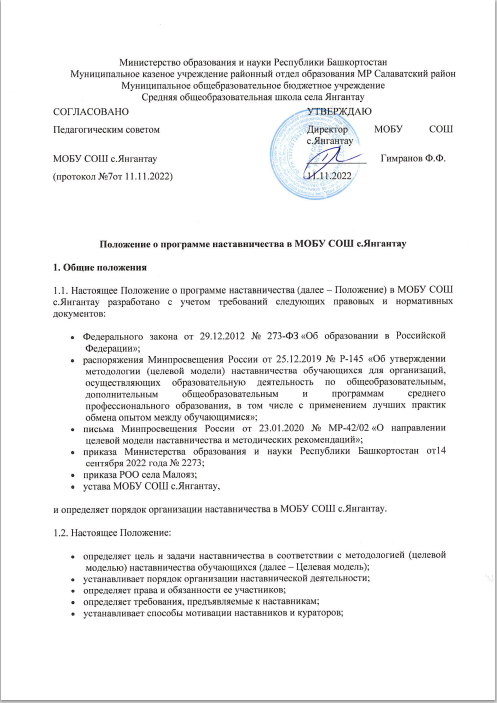 Министерство образования и науки Республики Башкортостан
Муниципальное казеное учреждение районный отдел образования МР Салаватский район
Муниципальное общебразовательное бюджетное учреждение
Средняя общеобразовательная школа села Янгантау
СОГЛАСОВАНО УТВЕРЖДАЮ
Педагогическим советом Директор МОБУ СОШ
с.Янгантау
МОБУ СОШ с.Янгантау Гимранов Ф.Ф.
(протокол №7от 11.11.2022) 11.11.2022
Положение о программе наставничества в МОБУ СОШ с.Янгантау
1. Общие положения
1.1. Настоящее Положение о программе наставничества (далее – Положение) в МОБУ СОШ
с.Янгантау разработано с учетом требований следующих правовых и нормативных
документов:
• Федерального закона от 29.12.2012 № 273-ФЗ «Об образовании в Российской
Федерации»;
• распоряжения Минпросвещения России от 25.12.2019 № Р-145 «Об утверждении
методологии (целевой модели) наставничества обучающихся для организаций,
осуществляющих образовательную деятельность по общеобразовательным,
дополнительным общеобразовательным и программам среднего
профессионального образования, в том числе с применением лучших практик
обмена опытом между обучающимися»;
• письма Минпросвещения России от 23.01.2020 № МР-42/02 «О направлении
целевой модели наставничества и методических рекомендаций»;
• приказа Министерства образования и науки Республики Башкортостан от14
сентября 2022 года № 2273;
• приказа РОО села Малояз;
• устава МОБУ СОШ с.Янгантау,
и определяет порядок организации наставничества в МОБУ СОШ с.Янгантау.
1.2. Настоящее Положение:
• определяет цель и задачи наставничества в соответствии с методологией (целевой
моделью) наставничества обучающихся (далее – Целевая модель);
• устанавливает порядок организации наставнической деятельности;
• определяет права и обязанности ее участников;
• определяет требования, предъявляемые к наставникам;
• устанавливает способы мотивации наставников и кураторов;